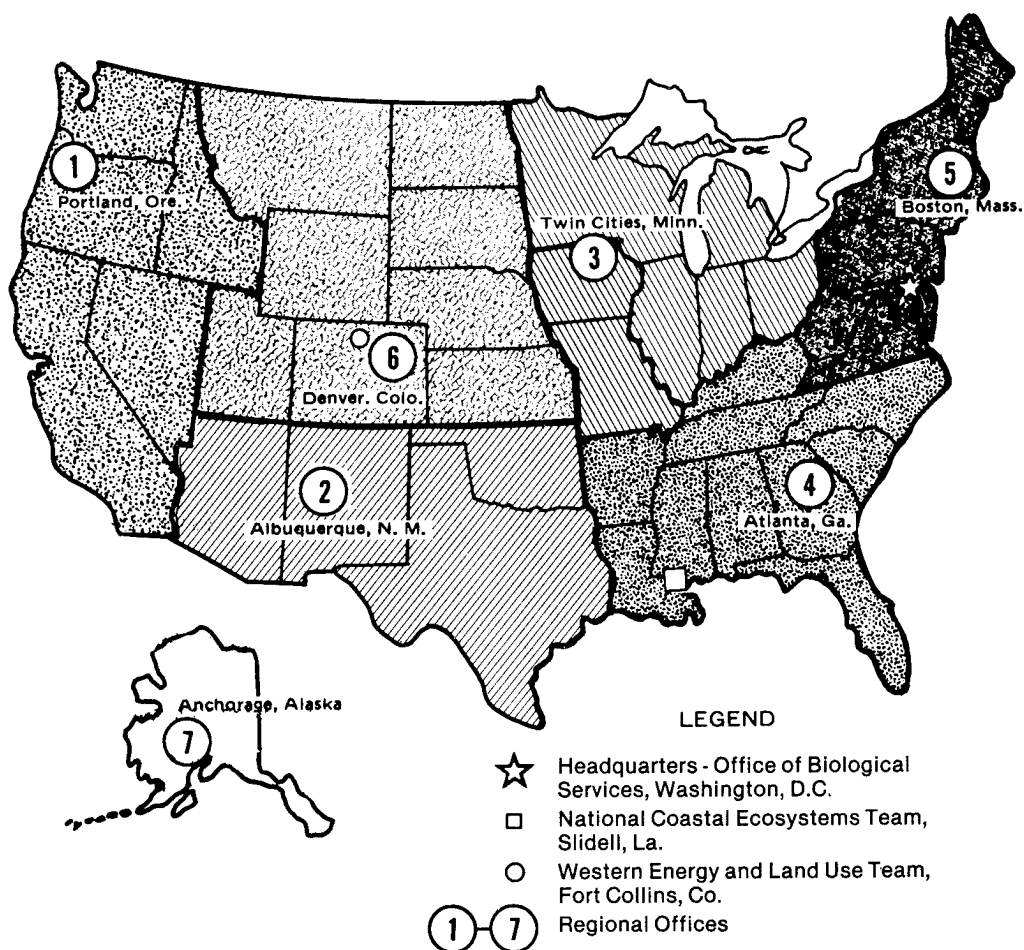 1
Portland, Ore.
5
Boston, Mass.
Twin Cities, Minn.
3
6
Denver. Colo.
2
Albuquerque, N. M.
4
Atlanta, Ga.
Anchorage, Alaska
7
LEGEND
Headquarters - Office of Biological
Services, Washington, D.C.
National Coastal Ecosystems Team,
Slidell, La.
Western Energy and Land Use Team,
Fort Collins, Co.
1 - 7 Regional Offices